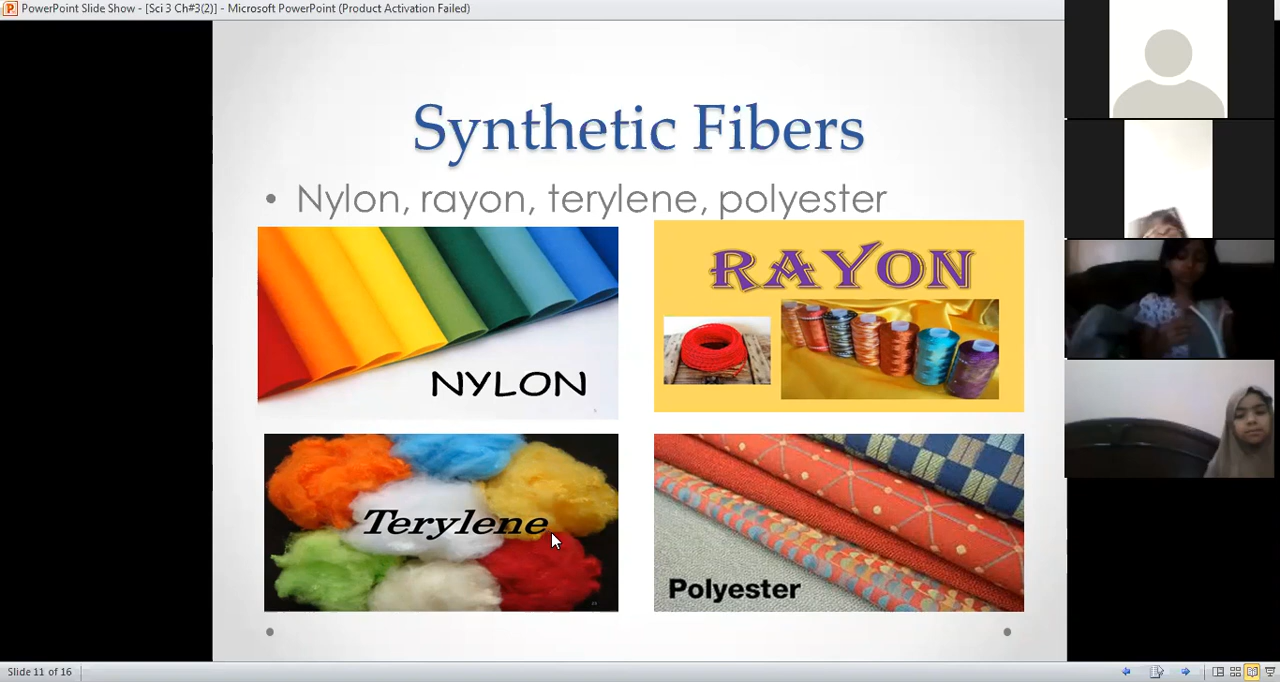 PowerPoint Slide Show - [Sci 3 Ch#3(2)] - Microsoft PowerPoint (Product Activation Failed)
Synthetic Fibers
• Nylon, rayon, terylene, polyester
NYLON
RAYON
Terylene
Polyester
Slide 11 of 16